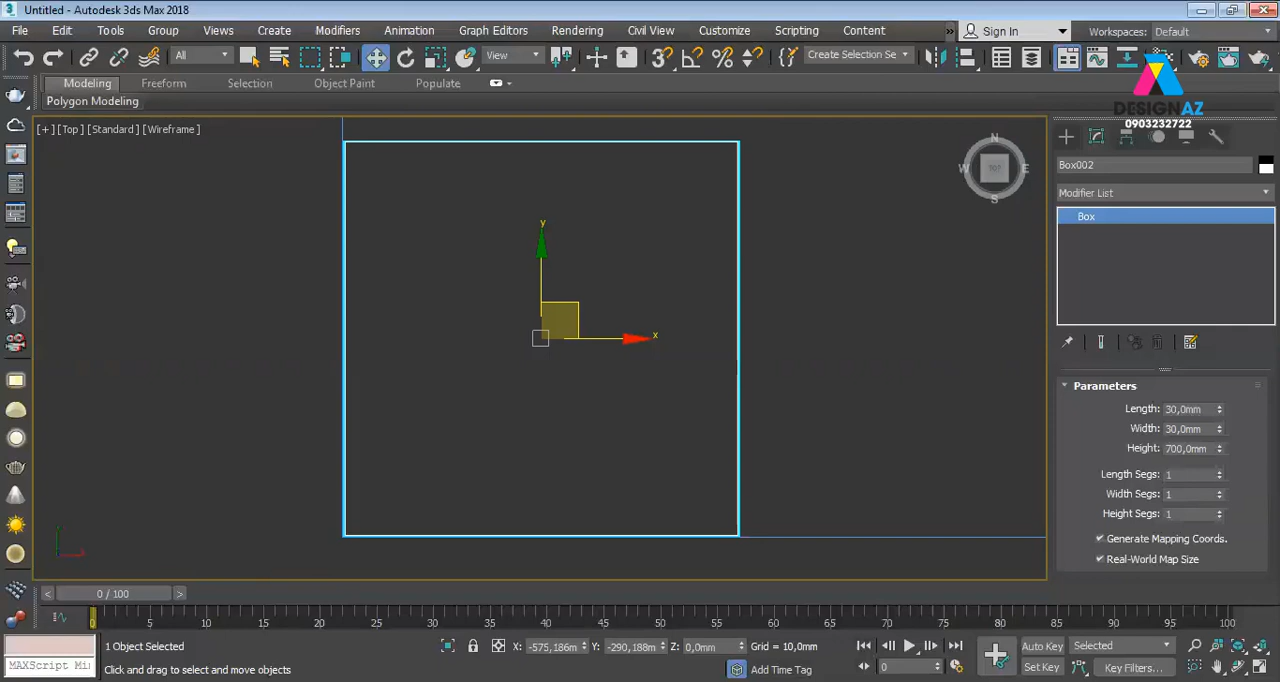 Untitled - Autodesk 3ds Max 2018
File Edit Tools Group Views Create Modifiers Animation Graph Editors Rendering Civil View Customize Scripting Content » Sign In Workspaces: Default
All View Create Selection Se
Modeling Freeform Selection Object Paint Populate
Polygon Modeling
DESIGNAZ
0903232722
[+] [Top] [Standard] [Wireframe]
N
W TOP E
S
Box002
Modifier List
Box
y
x
Parameters
Length: 30,0mm
Width: 30,0mm
Height: 700,0mm
Length Segs: 1
Width Segs: 1
Height Segs: 1
Generate Mapping Coords.
Real-World Map Size
< 0 / 100 >
0 5 10 15 20 25 30 35 40 45 50 55 60 65 70 75 80 85 90 95 100
1 Object Selected X: -575,186m Y: -290,188m Z: 0,0mm Grid = 10,0mm Auto Key Selected
MAXScript Mi Click and drag to select and move objects Add Time Tag 0 Set Key Key Filters...